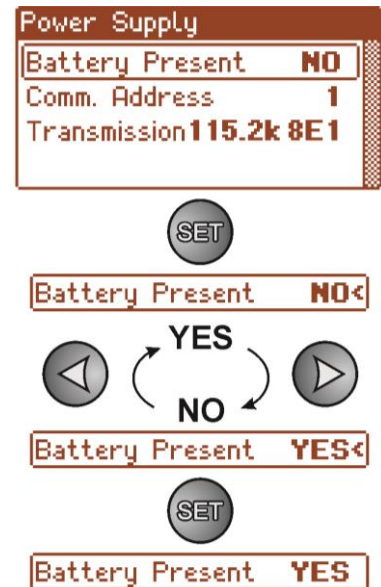 Power Supply
Battery Present NO
Comm. Address 1
Transmission 115.2k 8E1
SET
Battery Present NO<
YES
NO
Battery Present YES<
SET
Battery Present YES